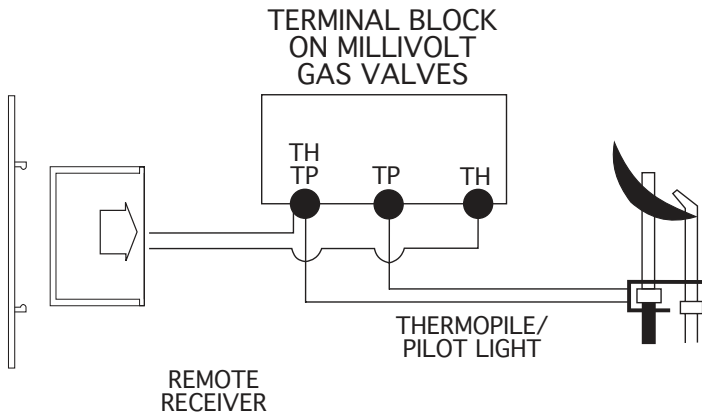 TERMINAL BLOCK
ON MILLIVOLT
GAS VALVES
TH
TP
TP
TH
THERMOPILE/
PILOT LIGHT
REMOTE
RECEIVER